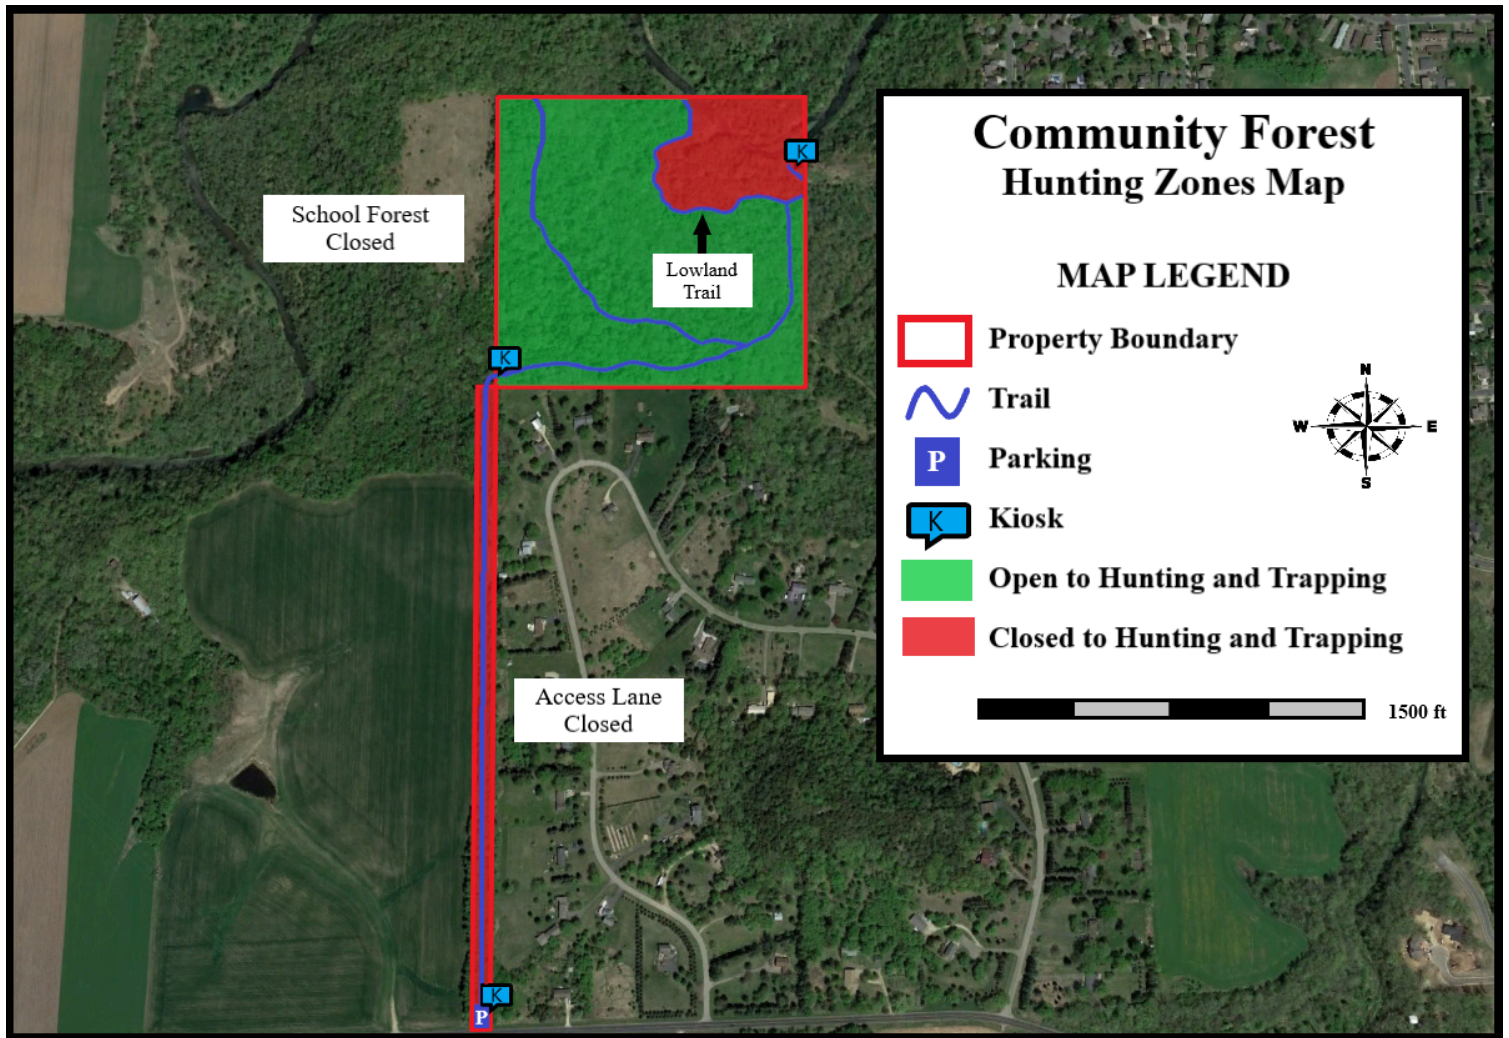 Community Forest
Hunting Zones Map
MAP LEGEND
Property Boundary
Trail
P
Parking
K
Kiosk
Open to Hunting and Trapping
Closed to Hunting and Trapping
N
W
E
S
1500 ft
K
School Forest
Closed
Lowland
Trail
K
Access Lane
Closed
K
P